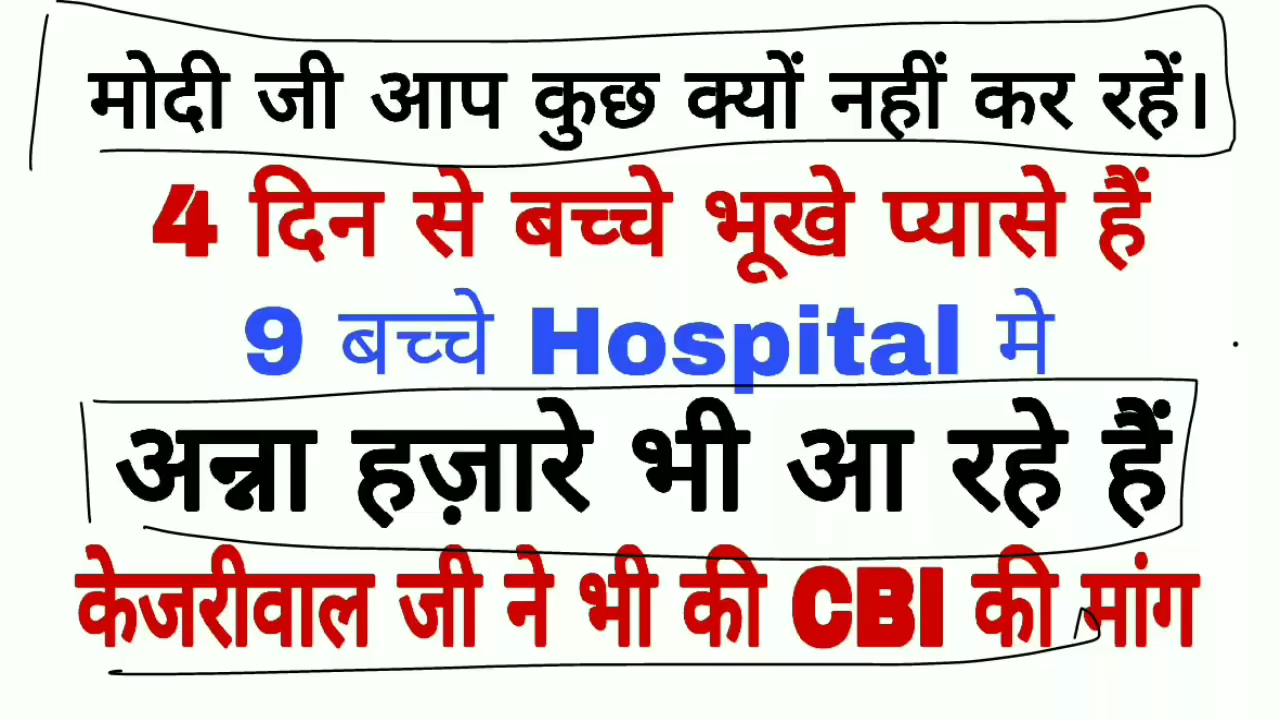 मोदी जी आप कुछ क्यों नहीं कर रहें।
4 दिन से बच्चे भूखे प्यासे हैं
9 बच्चे Hospital मे
अन्ना हज़ारे भी आ रहे हैं
केजरीवाल जी ने भी की CBI की मांग